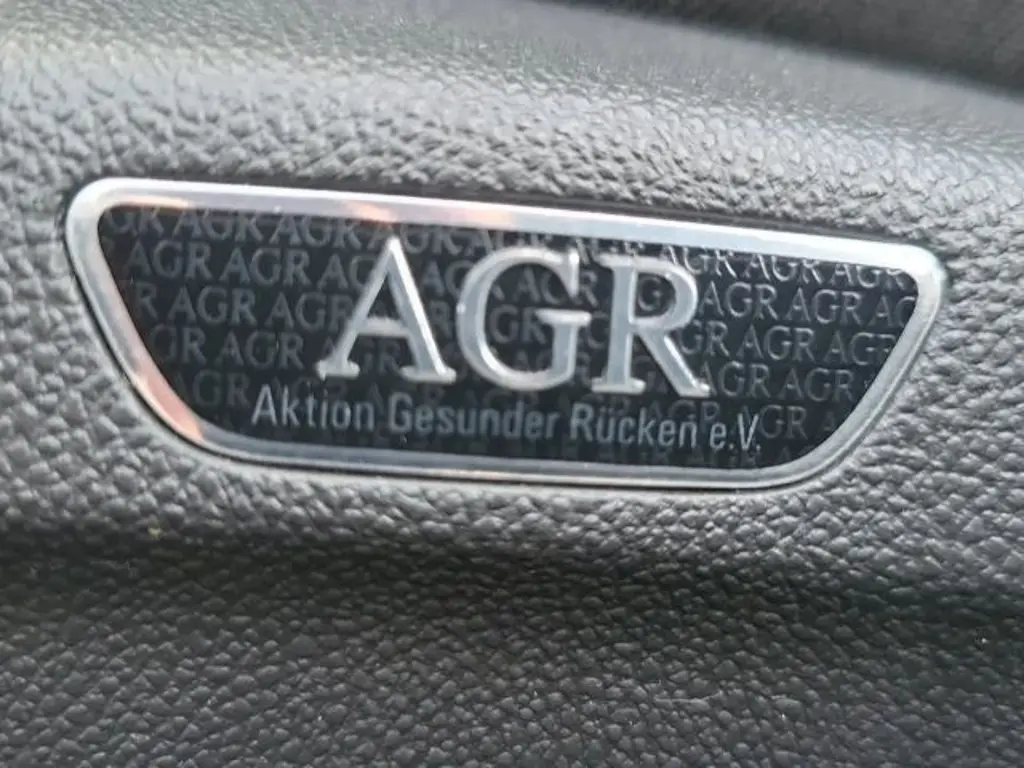 AGR
Aktion Gesunder Rücken e.V.